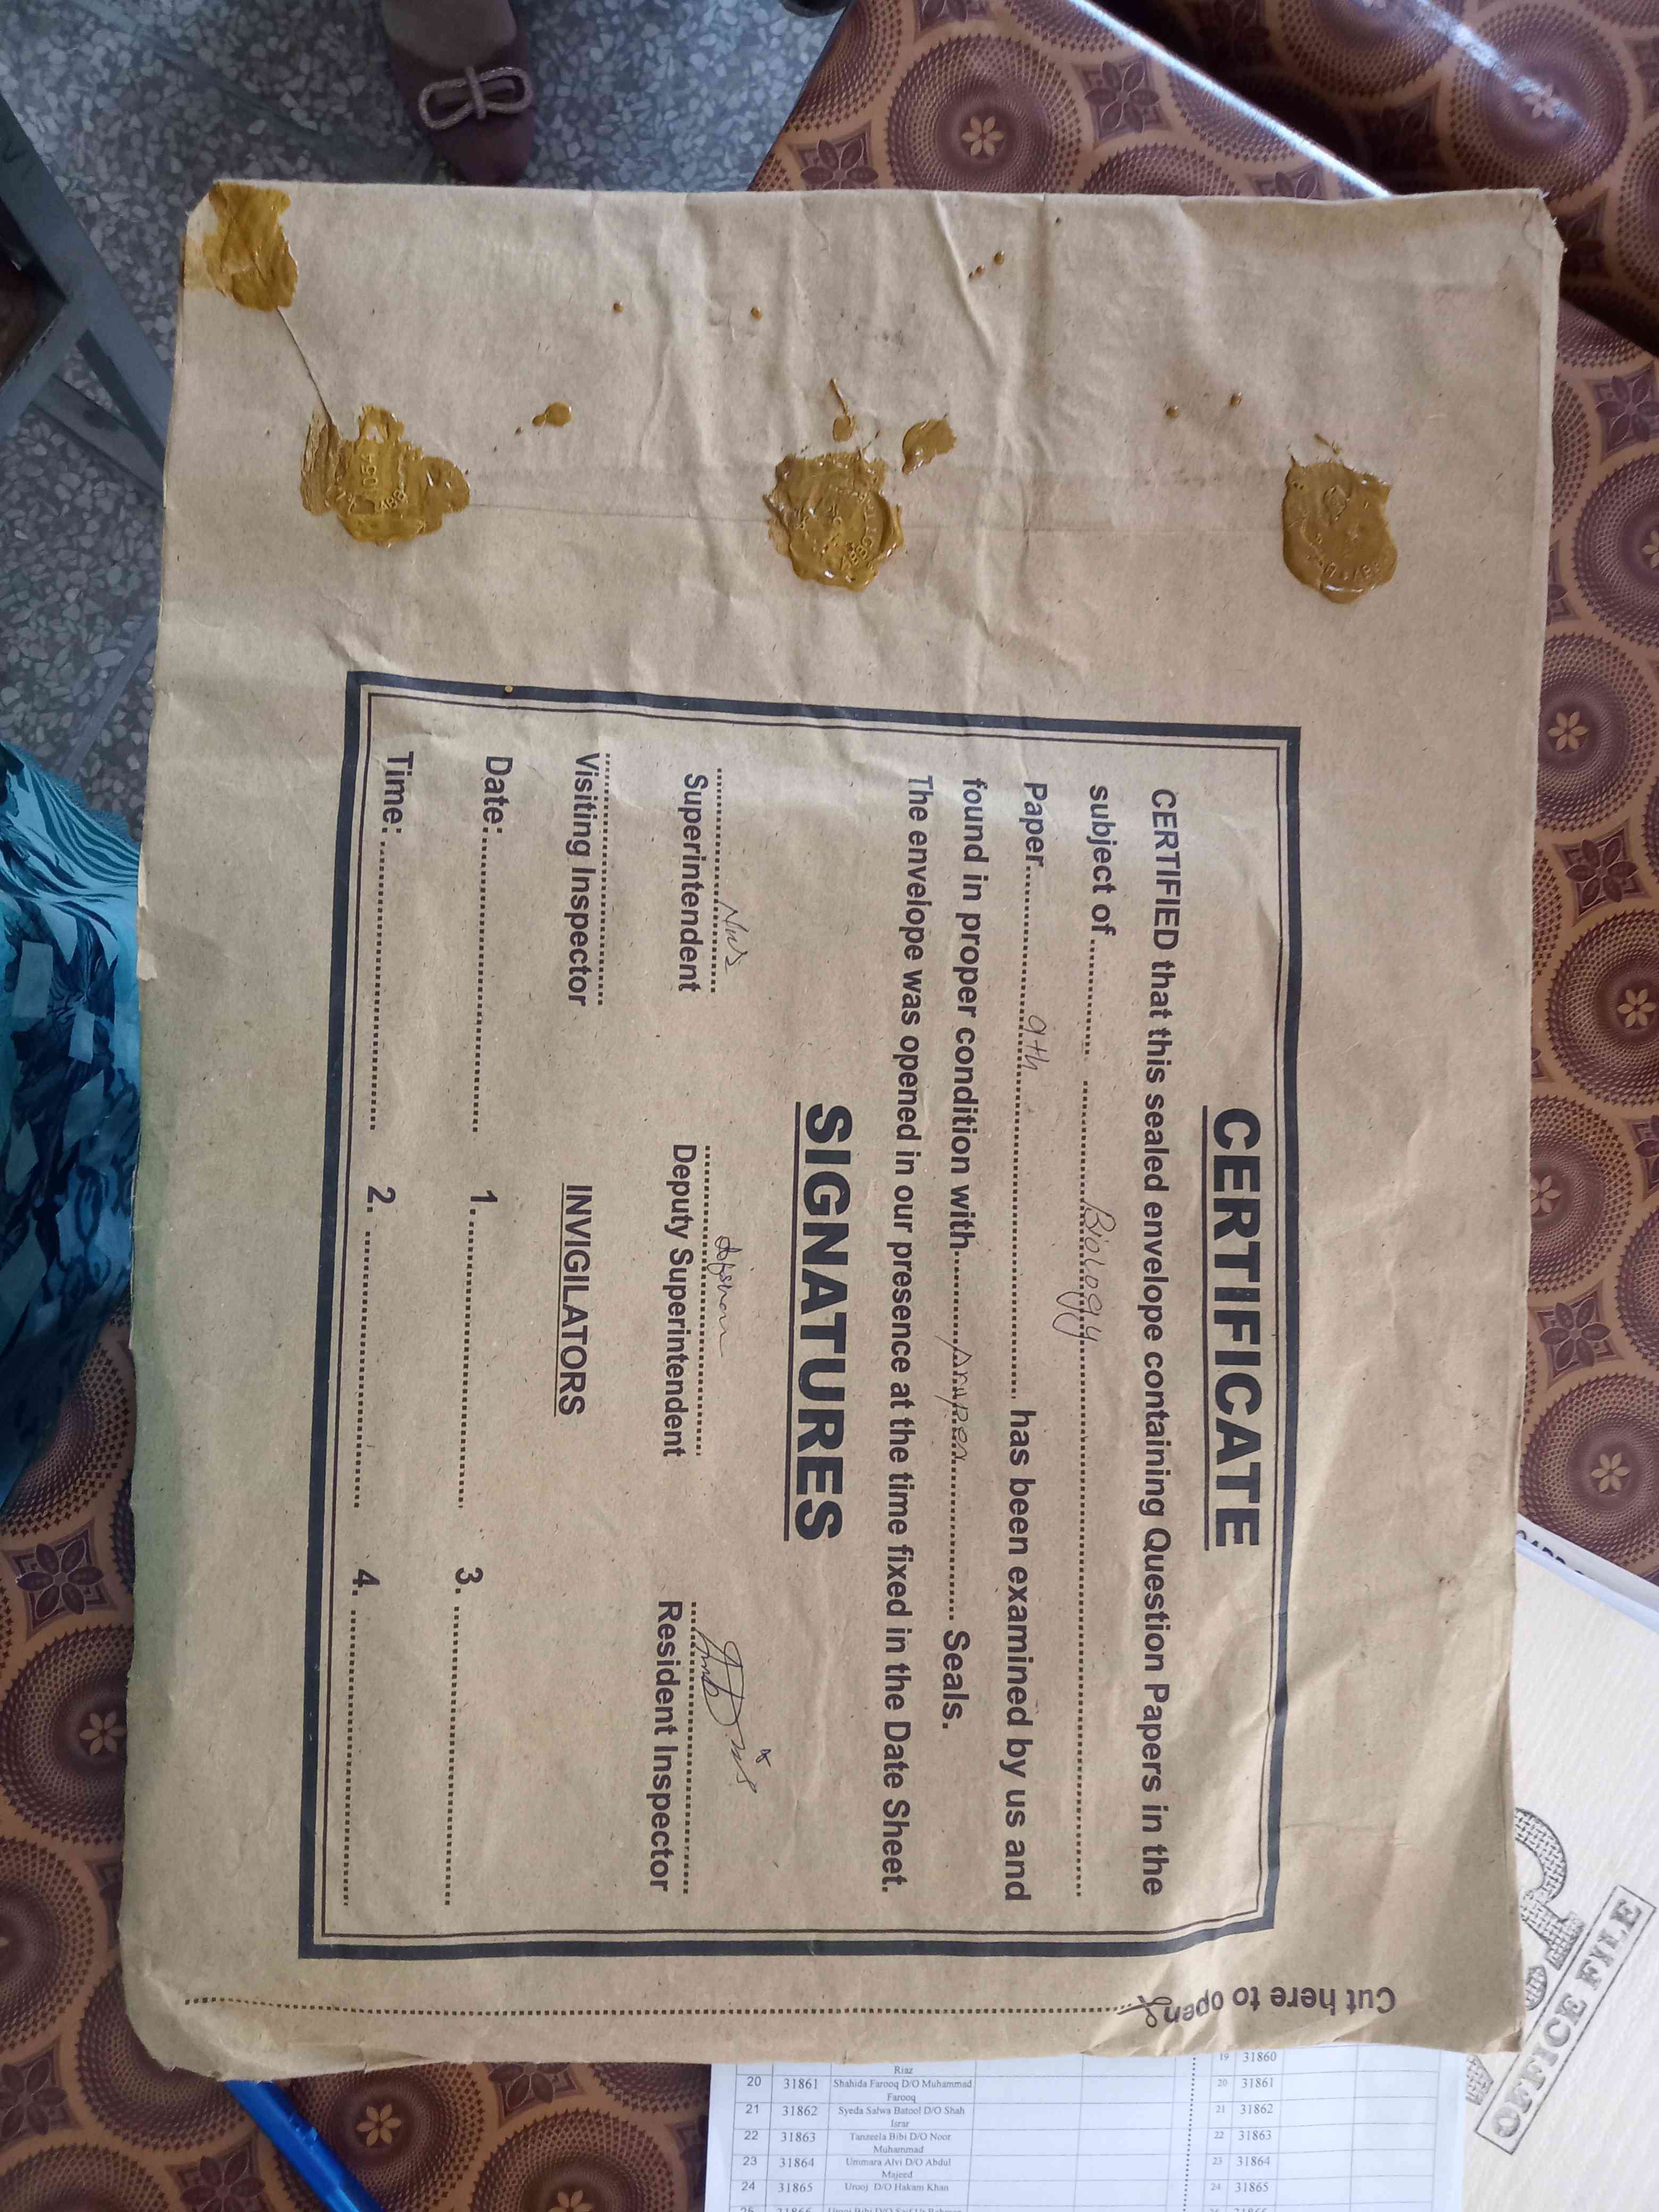 CERTIFICATE
CERTIFIED that this sealed envelope containing Question Papers in the
subject of .................... Biology ....................
Paper.................... 9th .................... has been examined by us and
found in proper condition with.................... Seals.
The envelope was opened in our presence at the time fixed in the Date Sheet.
SIGNATURES
Superintendent Deputy Superintendent Resident Inspector
Visiting Inspector INVIGILATORS
Date:.................... 1..................... 3. ....................
Time: .................... 2. .................... 4. ....................
Cut here to open
OFFICE FILE
Riaz
19 31860
20 31861 Shahida Farooq D/O Muhammad Farooq 20 31861
21 31862 Syeda Salwa Batool D/O Shah Israr 21 31862
22 31863 Tanzeela Bibi D/O Noor Muhammad 22 31863
23 31864 Ummara Alvi D/O Abdul Majeed 23 31864
24 31865 Urooj D/O Hakam Khan 24 31865